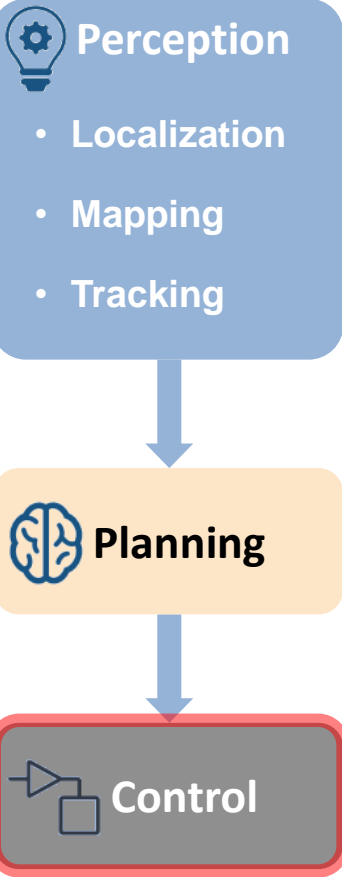 Perception
• Localization
• Mapping
• Tracking
Planning
Control